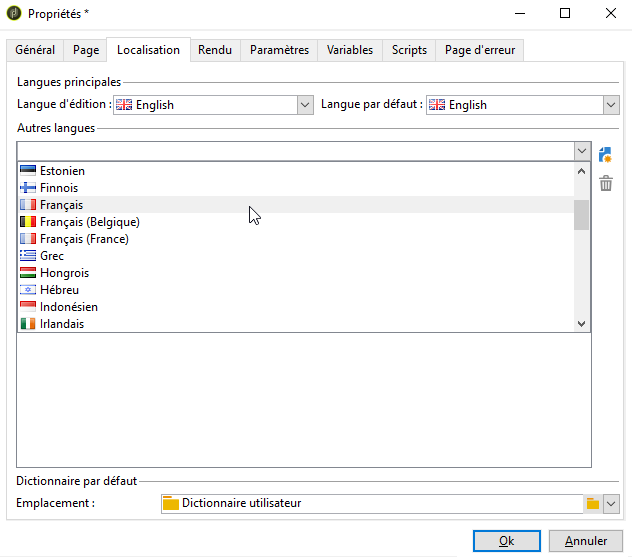 Propriétés *
Général Page Localisation Rendu Paramètres Variables Scripts Page d'erreur
Langues principales
Langue d'édition : English Langue par défaut : English
Autres langues
Estonien
Finnois
Français
Français (Belgique)
Français (France)
Grec
Hongrois
Hébreu
Indonésien
Irlandais
Dictionnaire par défaut
Emplacement : Dictionnaire utilisateur
Ok Annuler